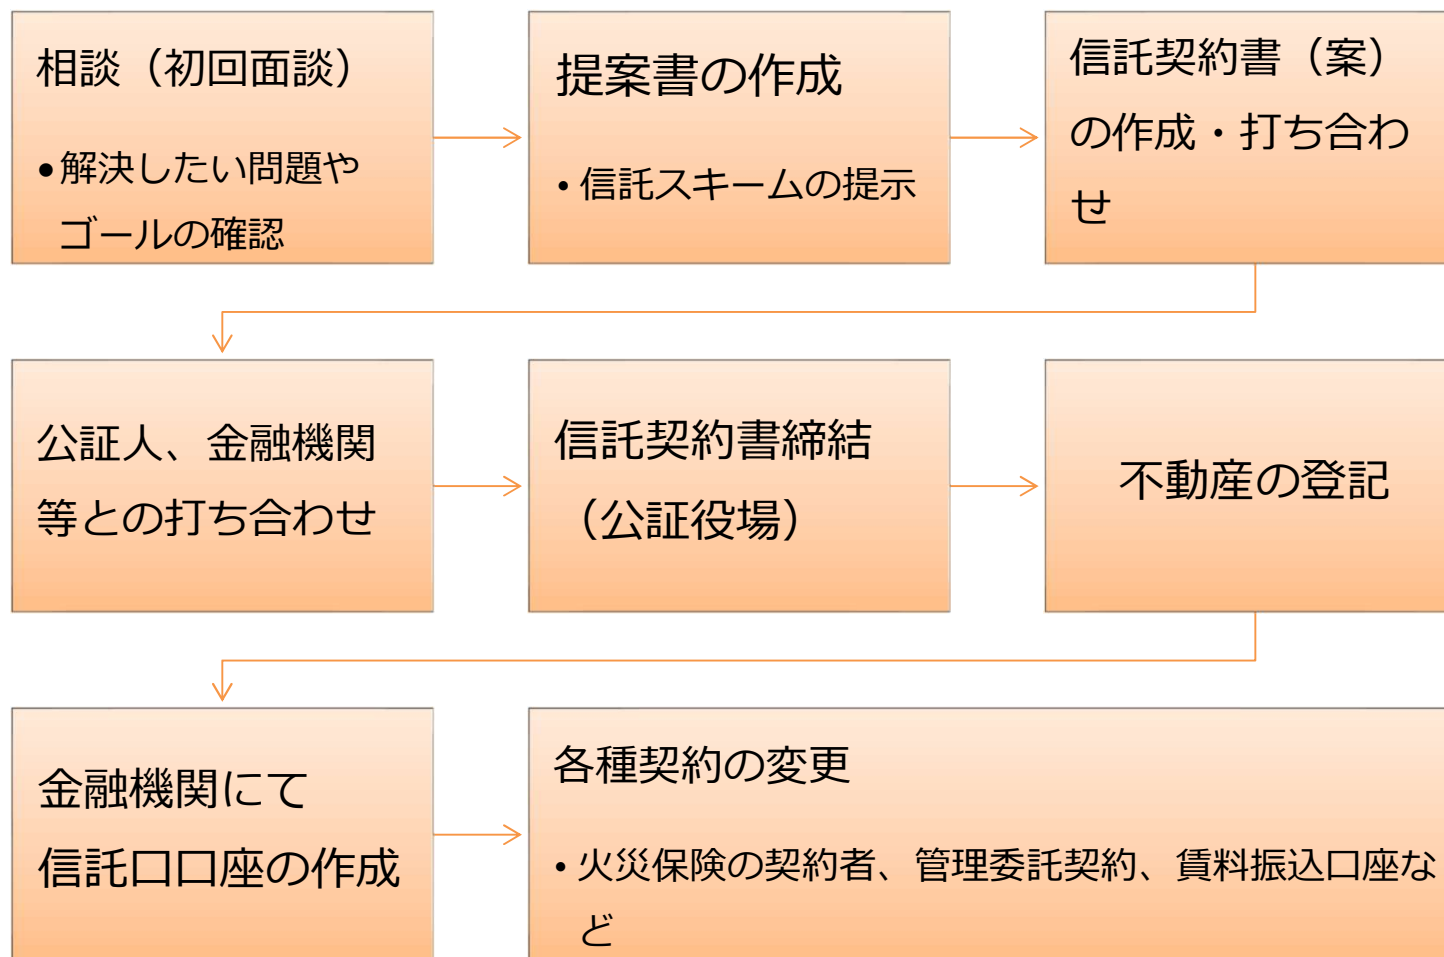 相談（初回面談）
•解決したい問題や
ゴールの確認
提案書の作成
• 信託スキームの提示
信託契約書（案）
の作成・打ち合わ
せ
公証人、金融機関
等との打ち合わせ
信託契約書締結
（公証役場）
不動産の登記
金融機関にて
信託口口座の作成
各種契約の変更
• 火災保険の契約者、管理委託契約、賃料振込口座な
ど